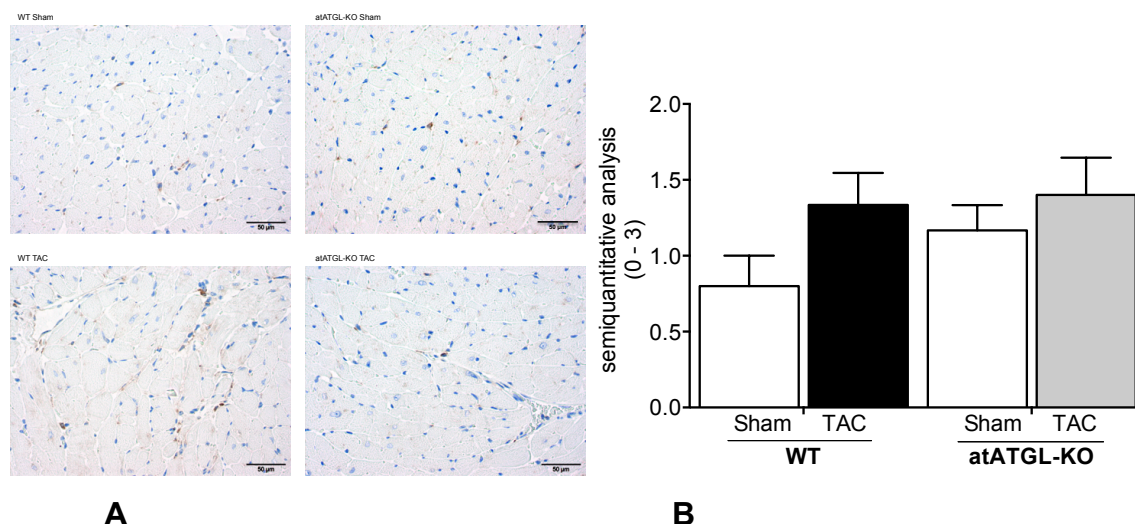 WT Sham
atATGL-KO Sham
50 µm
50 µm
WT TAC
atATGL-KO TAC
50 µm
50 µm
A
semiquantitative analysis
(0 - 3)
2.0
1.5
1.0
0.5
0.0
Sham TAC Sham TAC
WT atATGL-KO
B